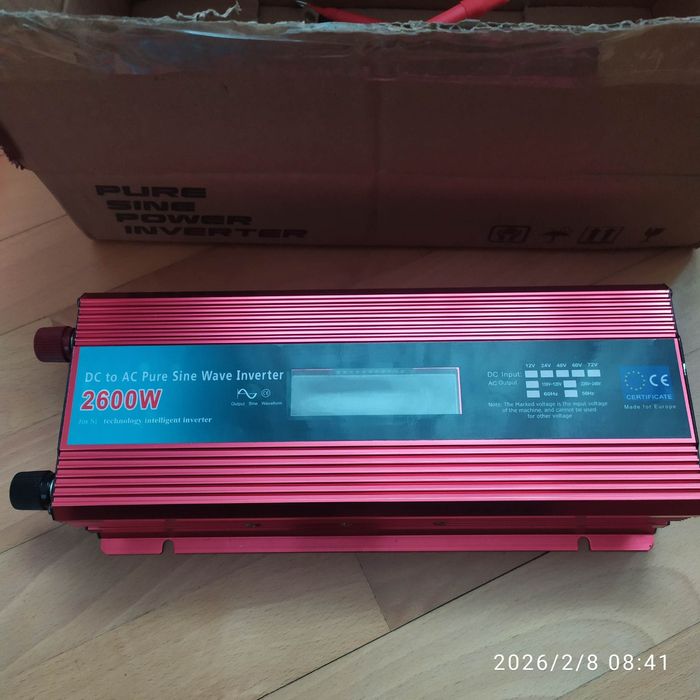 PURE
SINE
POWER
INVERTER
DC to AC Pure Sine Wave Inverter
2600W
Output Sine Waveform
technology intelligent inverter
12V 24V 48V 60V 72V
DC Input:
AC Output 110V-120V 220V-240V
60Hz 50Hz
Note: The Marked voltage is the input voltage
of the machine, and cannot be used
for other voltage
CE
CERTIFICATE
Made for Europe
2026/2/8 08:41